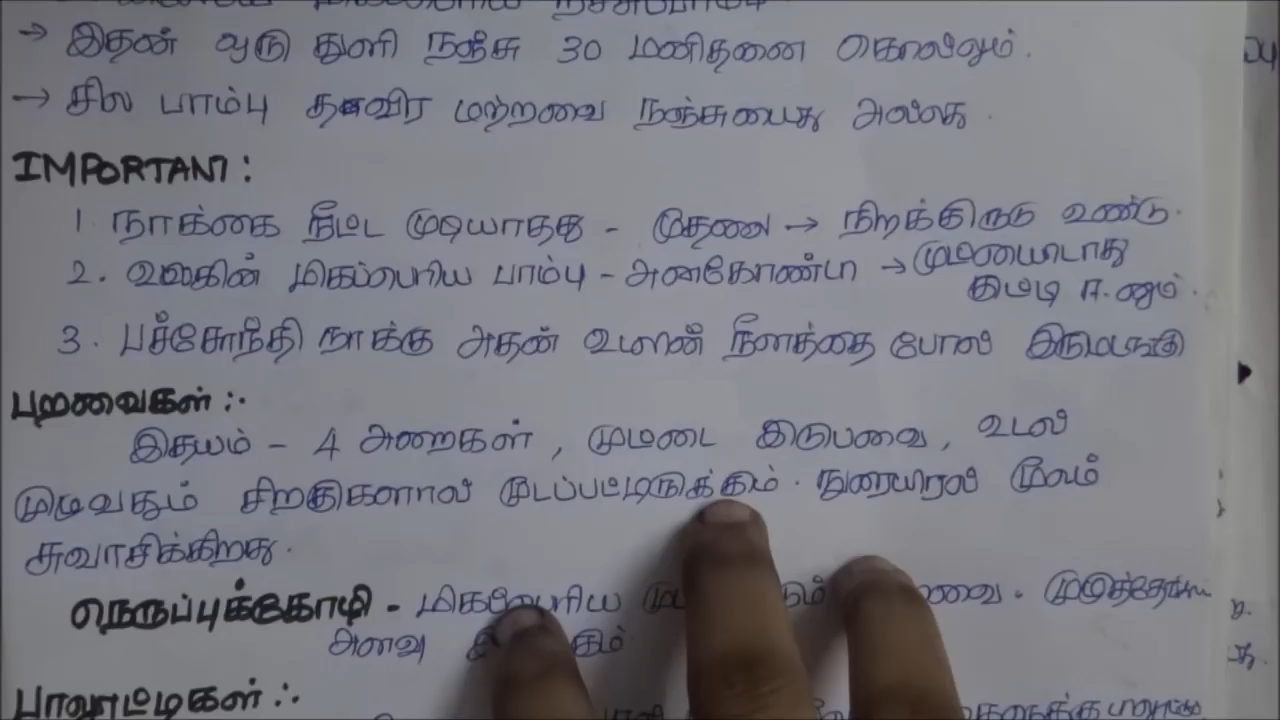 → இதன் ஒரு துளி நஞ்சு 30 மனிதனை கொல்லும்.
→ சில பாம்பு தவிர மற்றவை நஞ்சுடையது அல்ல.
IMPORTANT:
1. நாக்கை நீட்ட முடியாதது - முதலை → நிறக்குருடு உண்டு.
2. உலகின் மிகப்பெரிய பாம்பு - அனகோண்டா → முட்டையிடாது
குட்டி ஈனும்.
3. பச்சோந்தி நாக்கு அதன் உடலின் நீளத்தை போல் இருமடங்கு
பறவைகள் :-
இதயம் - 4 அறைகள் , முட்டை இடுபவை, உடல்
முழுவதும் சிறகுகளால் மூடப்பட்டிருக்கும். நுரையீரல் மூலம்
சுவாசிக்கிறது.
நெருப்புக்கோழி - மிகப்பெரிய
அளவு
பாலூட்டிகள் :-